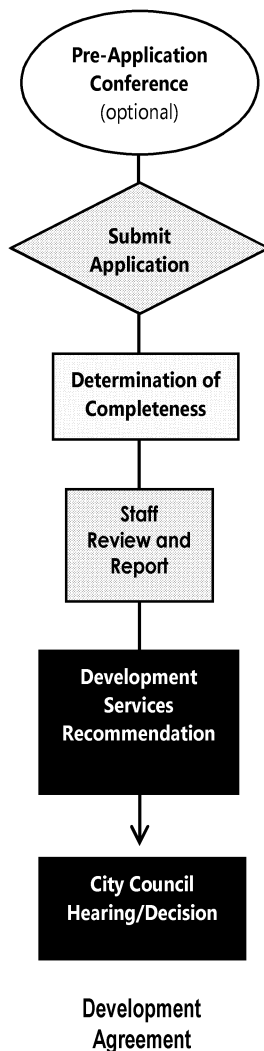 Pre-Application
Conference
(optional)
Submit
Application
Determination of
Completeness
Staff
Review and
Report
Development
Services
Recommendation
City Council
Hearing/Decision
Development
Agreement